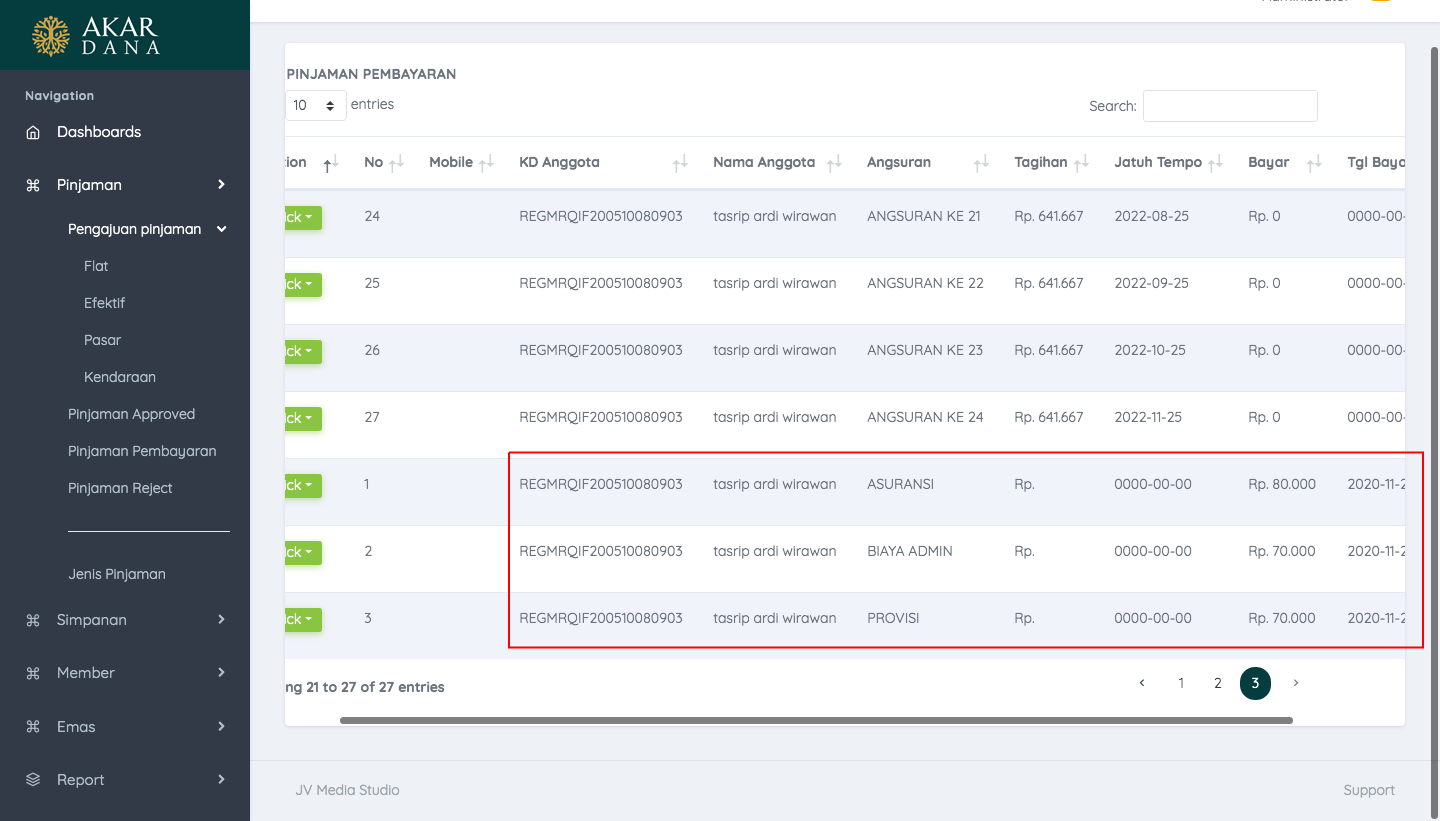 AKAR
DANA
Navigation
Dashboards
Pinjaman
Pengajuan pinjaman
Flat
Efektif
Pasar
Kendaraan
Pinjaman Approved
Pinjaman Pembayaran
Pinjaman Reject
Jenis Pinjaman
Simpanan
Member
Emas
Report
PINJAMAN PEMBAYARAN
10 entries
Search:
tion No Mobile KD Anggota Nama Anggota Angsuran Tagihan Jatuh Tempo Bayar Tgl Baya
ick 24 REGMRQIF200510080903 tasrip ardi wirawan ANGSURAN KE 21 Rp. 641.667 2022-08-25 Rp. 0 0000-00-
ick 25 REGMRQIF200510080903 tasrip ardi wirawan ANGSURAN KE 22 Rp. 641.667 2022-09-25 Rp. 0 0000-00-
ick 26 REGMRQIF200510080903 tasrip ardi wirawan ANGSURAN KE 23 Rp. 641.667 2022-10-25 Rp. 0 0000-00-
ick 27 REGMRQIF200510080903 tasrip ardi wirawan ANGSURAN KE 24 Rp. 641.667 2022-11-25 Rp. 0 0000-00-
ick 1 REGMRQIF200510080903 tasrip ardi wirawan ASURANSI Rp. 0000-00-00 Rp. 80.000 2020-11-2
ick 2 REGMRQIF200510080903 tasrip ardi wirawan BIAYA ADMIN Rp. 0000-00-00 Rp. 70.000 2020-11-2
ick 3 REGMRQIF200510080903 tasrip ardi wirawan PROVISI Rp. 0000-00-00 Rp. 70.000 2020-11-2
ng 21 to 27 of 27 entries
‹ 1 2 3 ›
JV Media Studio
Support